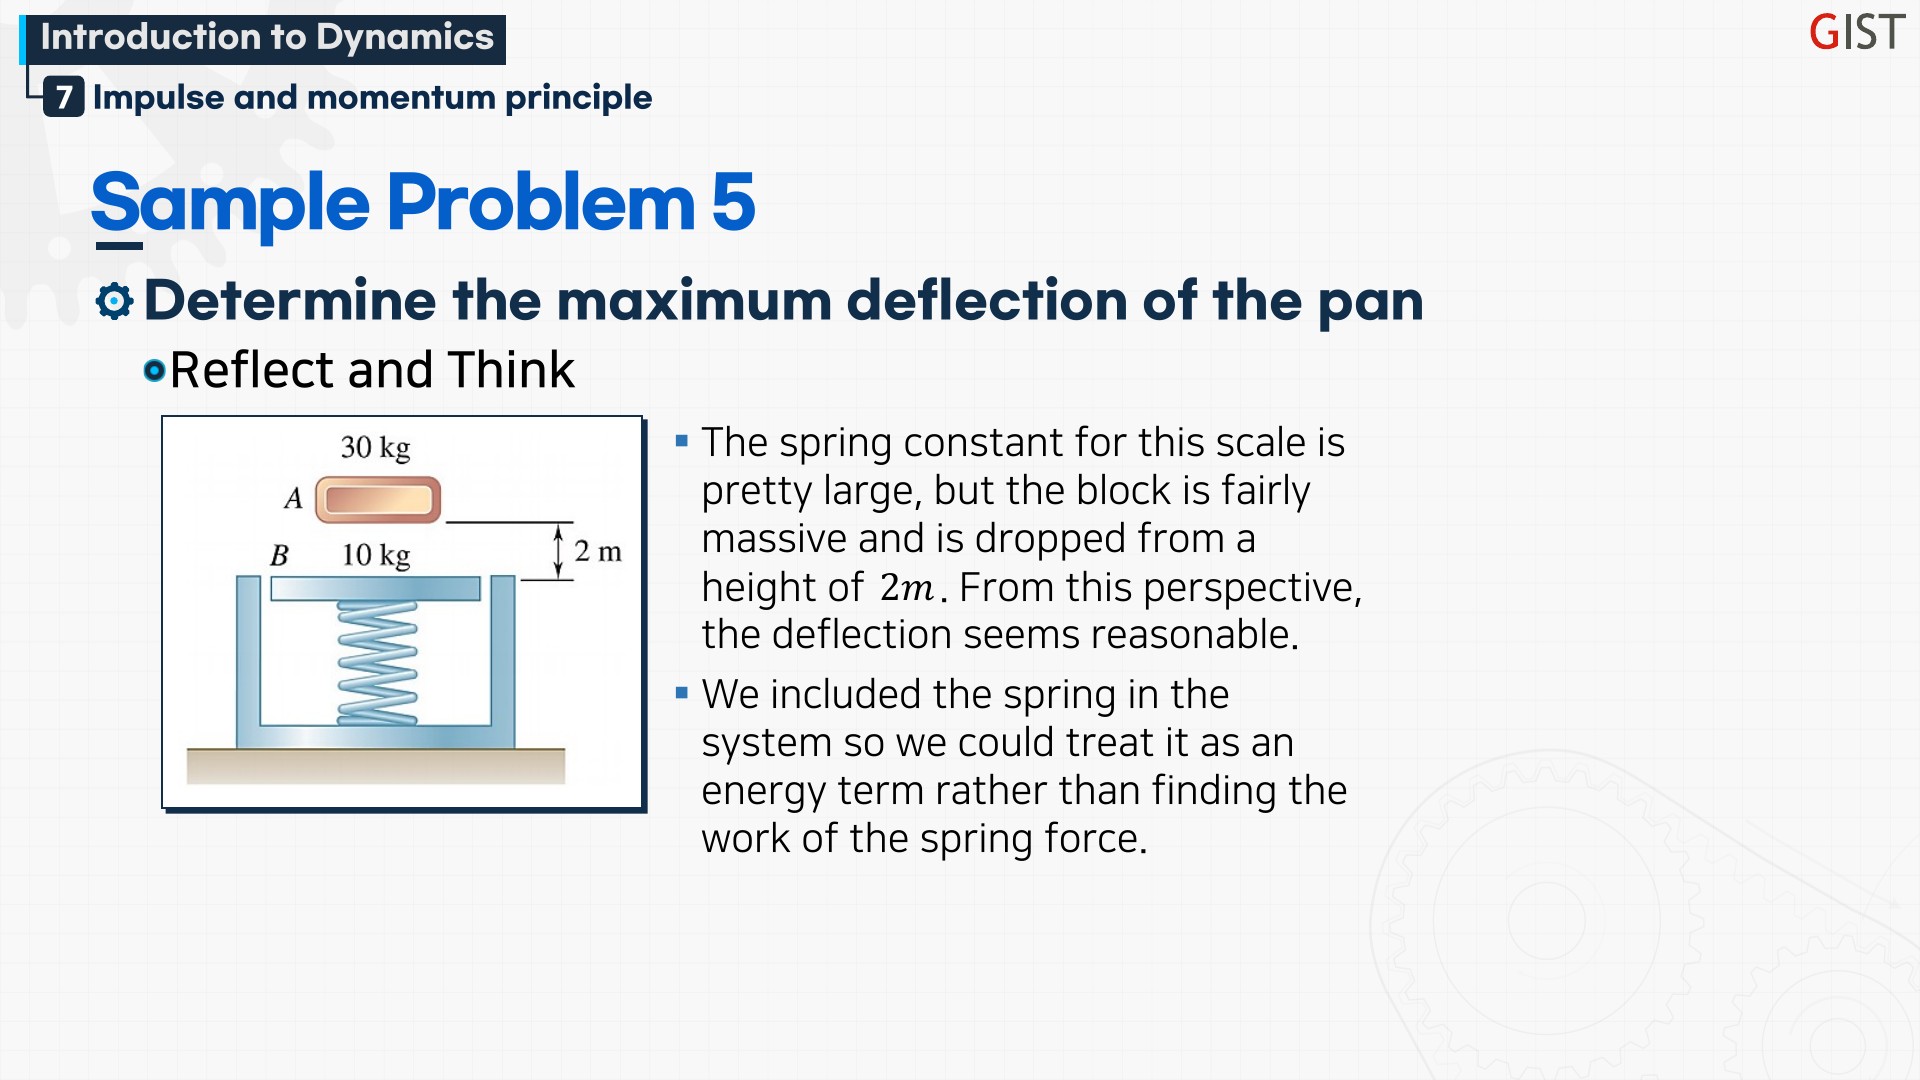 Introduction to Dynamics
GIST
7 Impulse and momentum principle
Sample Problem 5
Determine the maximum deflection of the pan
Reflect and Think
30 kg
A
B 10 kg
2 m
The spring constant for this scale is
pretty large, but the block is fairly
massive and is dropped from a
height of 2m. From this perspective,
the deflection seems reasonable.
We included the spring in the
system so we could treat it as an
energy term rather than finding the
work of the spring force.